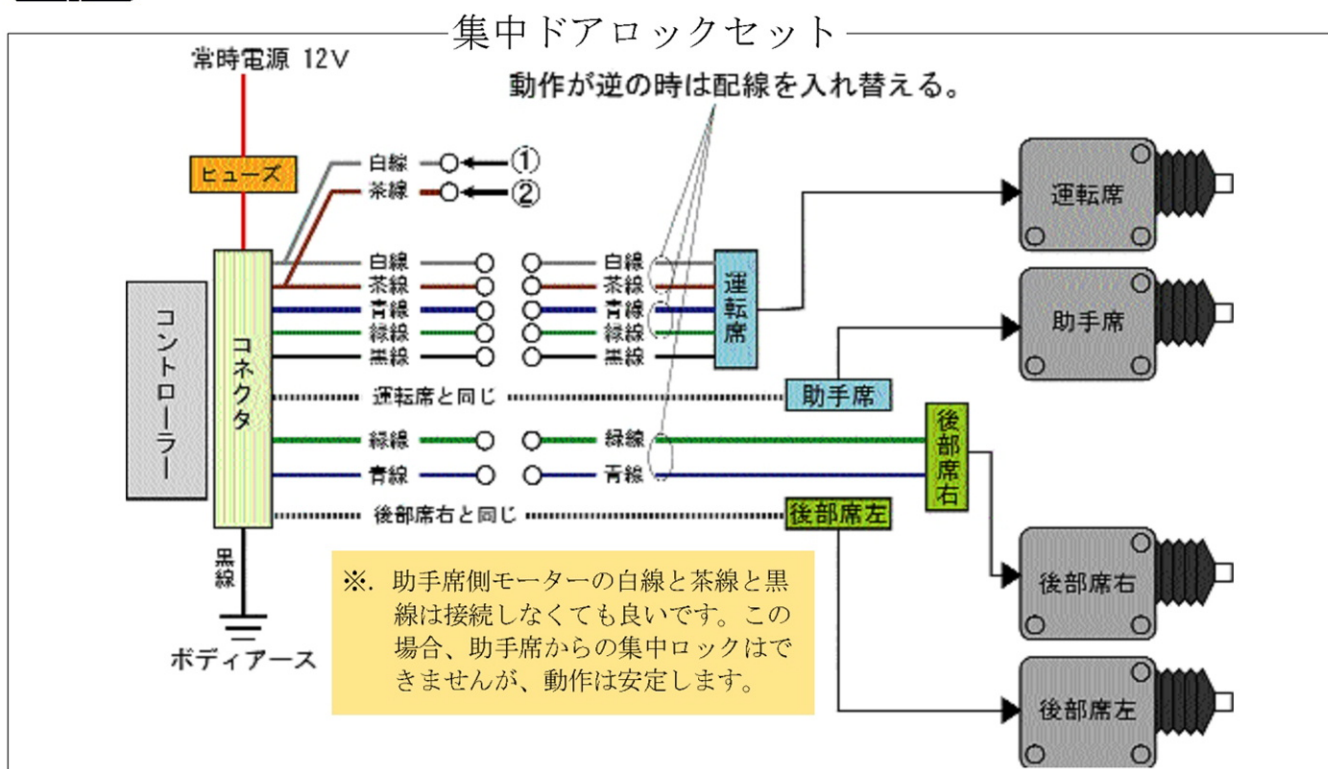 集中ドアロックセット
常時電源 12V
動作が逆の時は配線を入れ替える。
ヒューズ
白線 ①
茶線 ②
運転席
助手席
コントローラー
コネクタ
白線 白線
茶線 茶線
青線 青線
緑線 緑線
黒線 黒線
運転席
運転席と同じ
助手席
緑線 緑線
青線 青線
後部席右
後部席右と同じ
後部席左
黒線
ボディアース
※. 助手席側モーターの白線と茶線と黒
線は接続しなくても良いです。この
場合、助手席からの集中ロックはで
きませんが、動作は安定します。
後部席右
後部席左